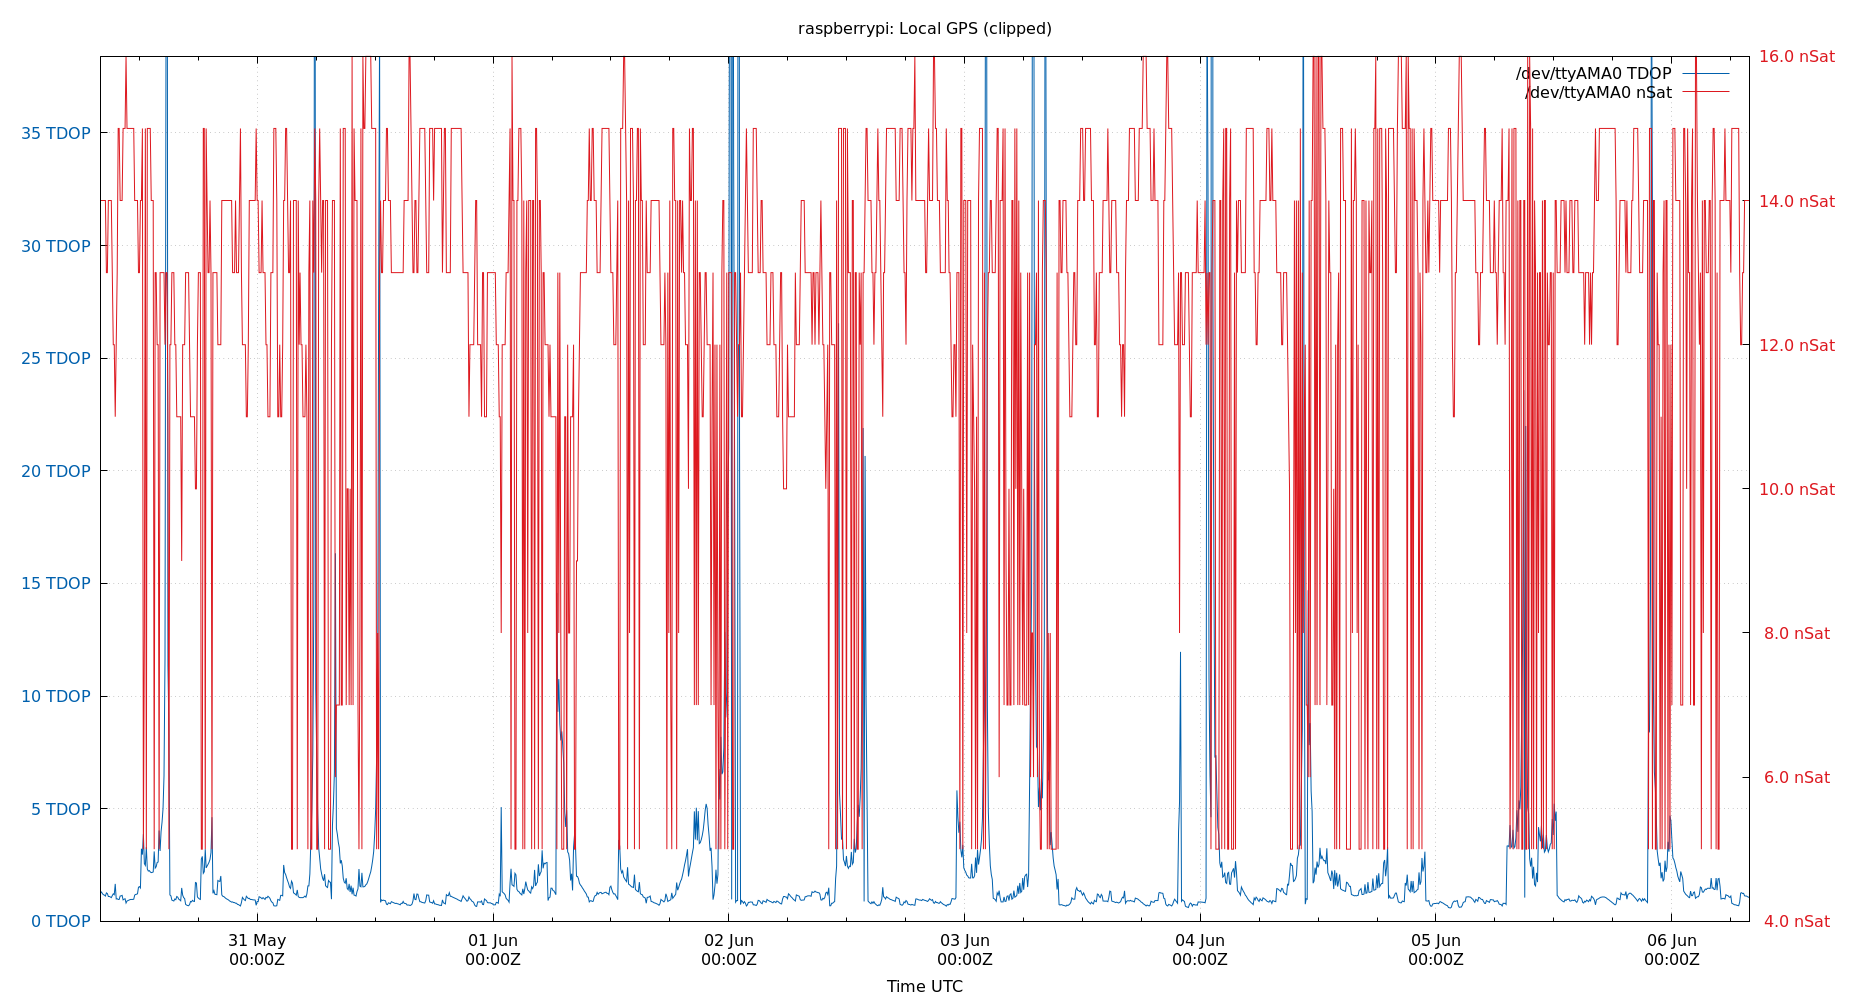 raspberrypi: Local GPS (clipped)
16.0 nSat
/dev/ttyAMA0 TDOP
/dev/ttyAMA0 nSat
35 TDOP
14.0 nSat
30 TDOP
25 TDOP
12.0 nSat
20 TDOP
10.0 nSat
15 TDOP
8.0 nSat
10 TDOP
6.0 nSat
5 TDOP
0 TDOP
4.0 nSat
31 May 01 Jun 02 Jun 03 Jun 04 Jun 05 Jun 06 Jun
00:00Z 00:00Z 00:00Z 00:00Z 00:00Z 00:00Z 00:00Z
Time UTC